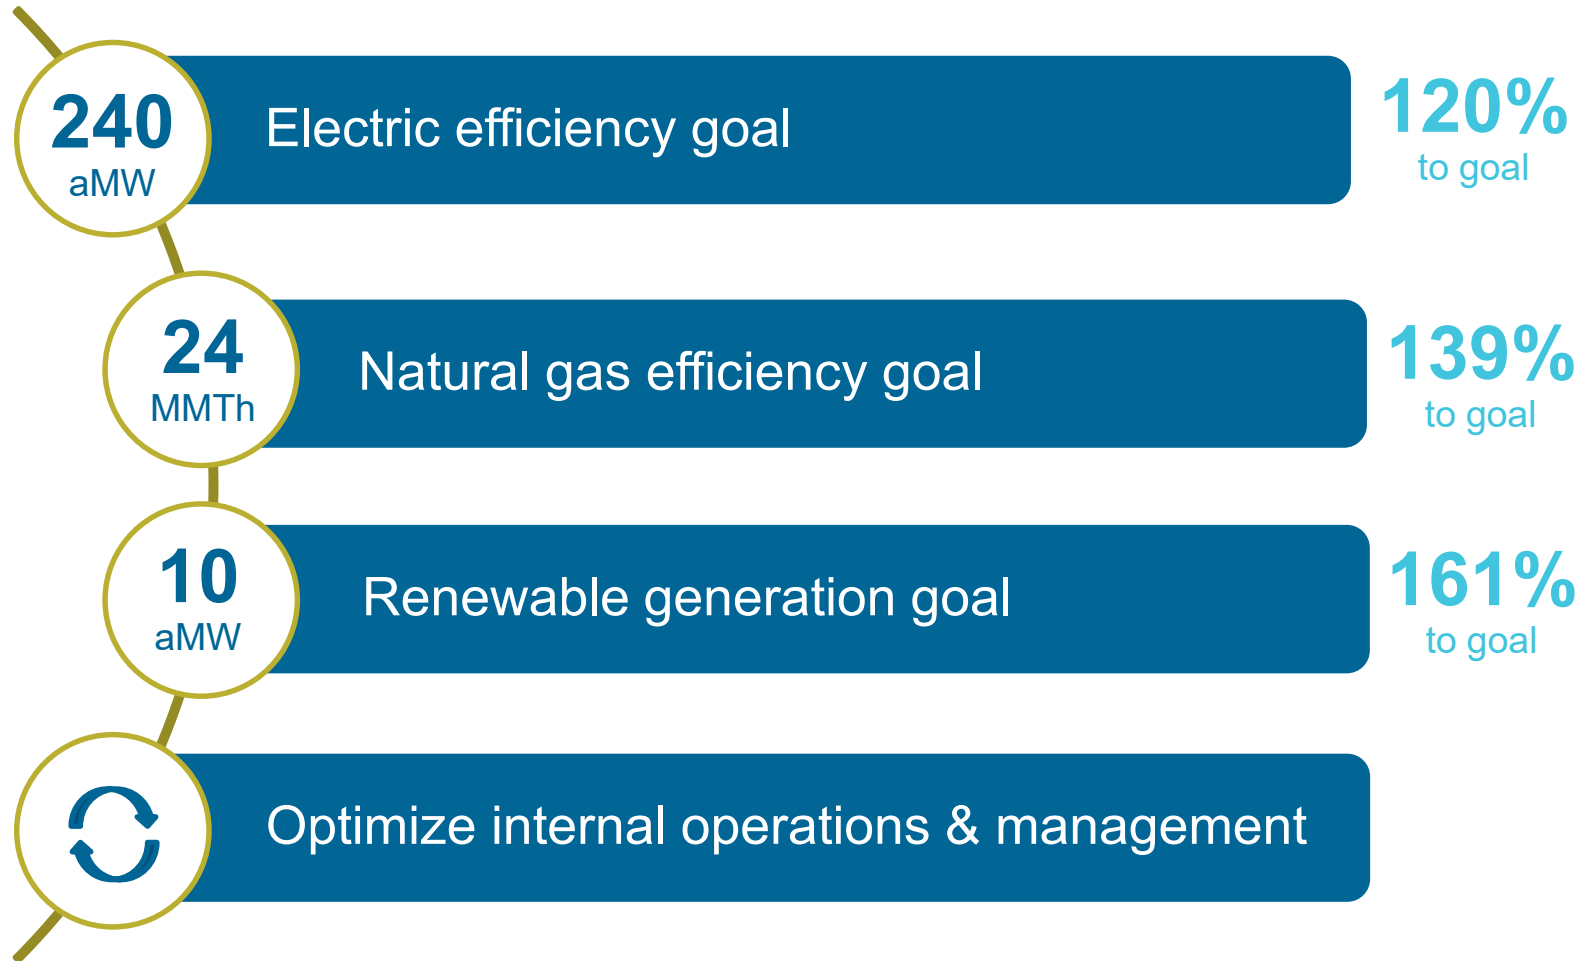 240
aMW
Electric efficiency goal
120%
to goal
24
MMTh
Natural gas efficiency goal
139%
to goal
10
aMW
Renewable generation goal
161%
to goal
Optimize internal operations & management